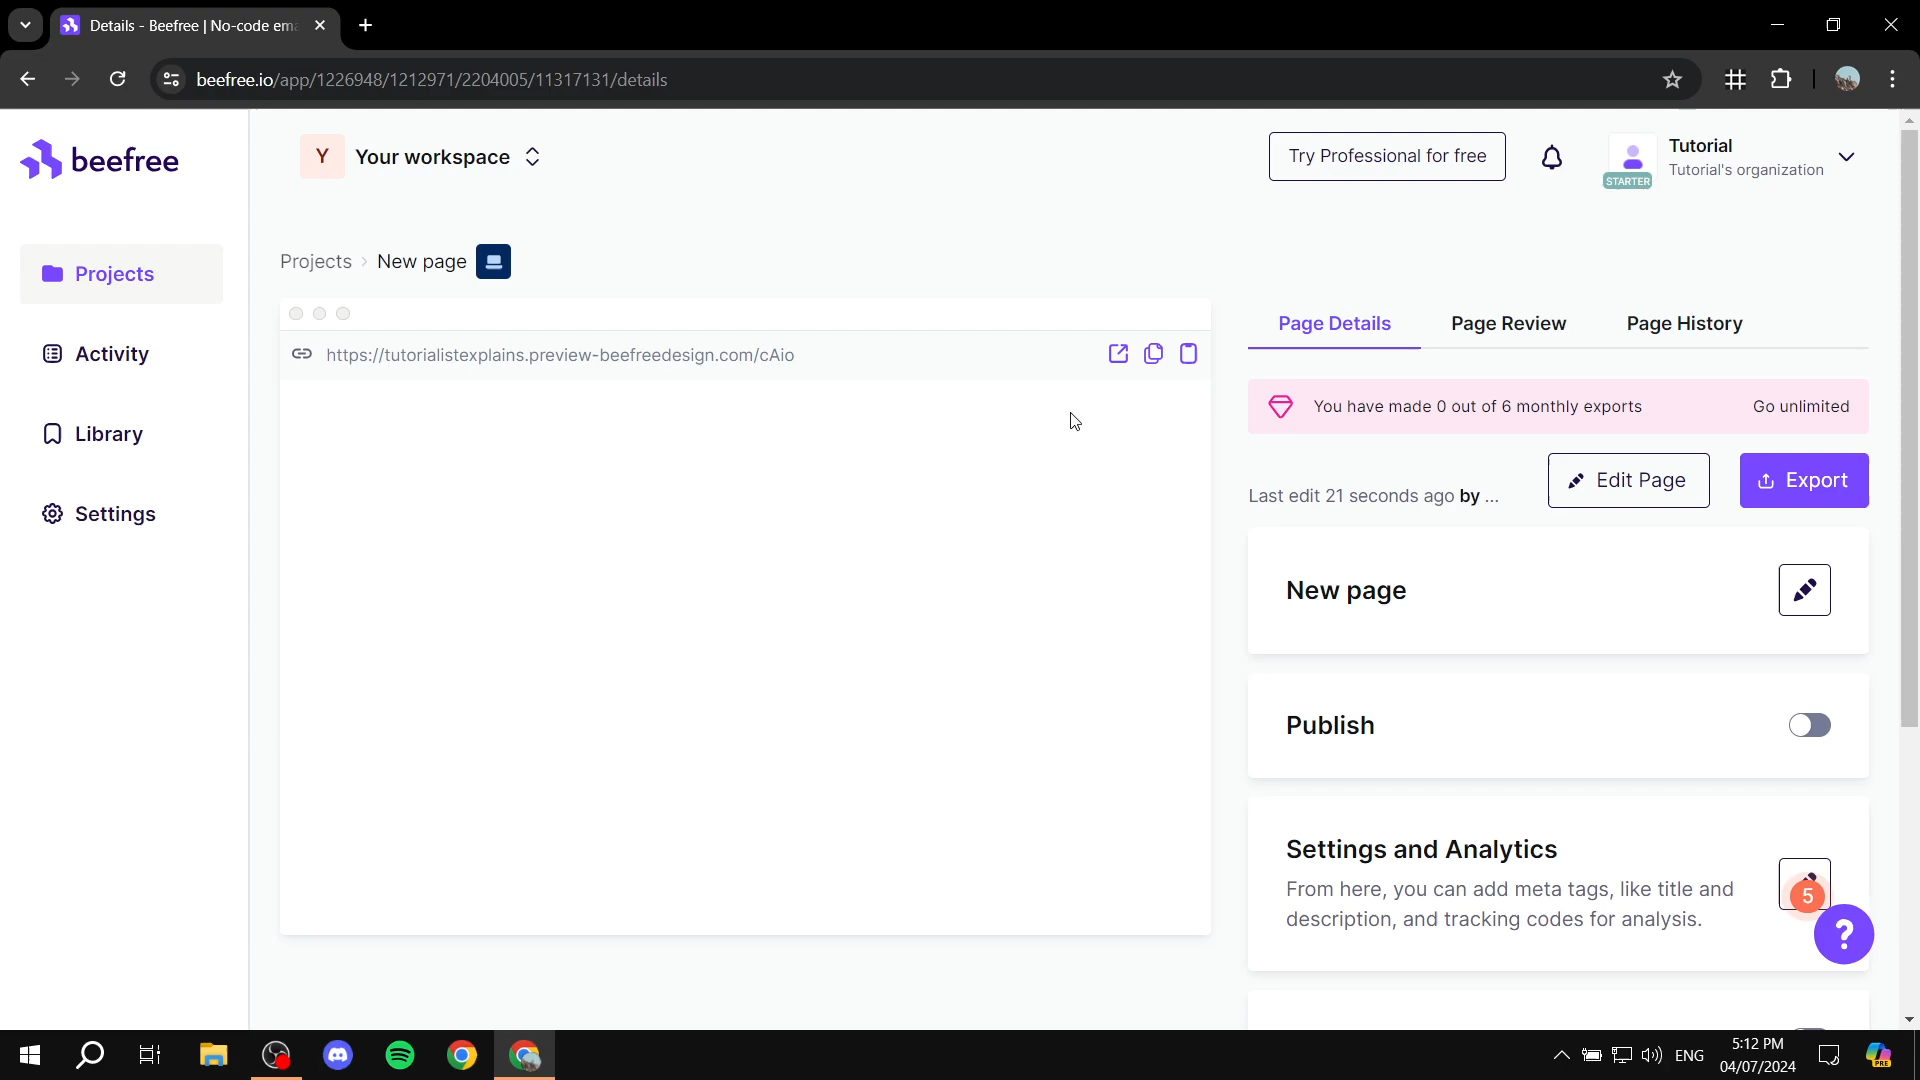 Details - Beefree | No-code ema
beefree.io/app/1226948/1212971/2204005/11317131/details
beefree
Y Your workspace
Try Professional for free
Tutorial
Tutorial's organization
STARTER
Projects
Activity
Library
Settings
Projects › New page
https://tutorialistexplains.preview-beefreedesign.com/cAio
Page Details
Page Review
Page History
You have made 0 out of 6 monthly exports
Go unlimited
Last edit 21 seconds ago by ...
Edit Page
Export
New page
Publish
Settings and Analytics
From here, you can add meta tags, like title and
description, and tracking codes for analysis.
5
?
ENG
5:12 PM
04/07/2024
PRE